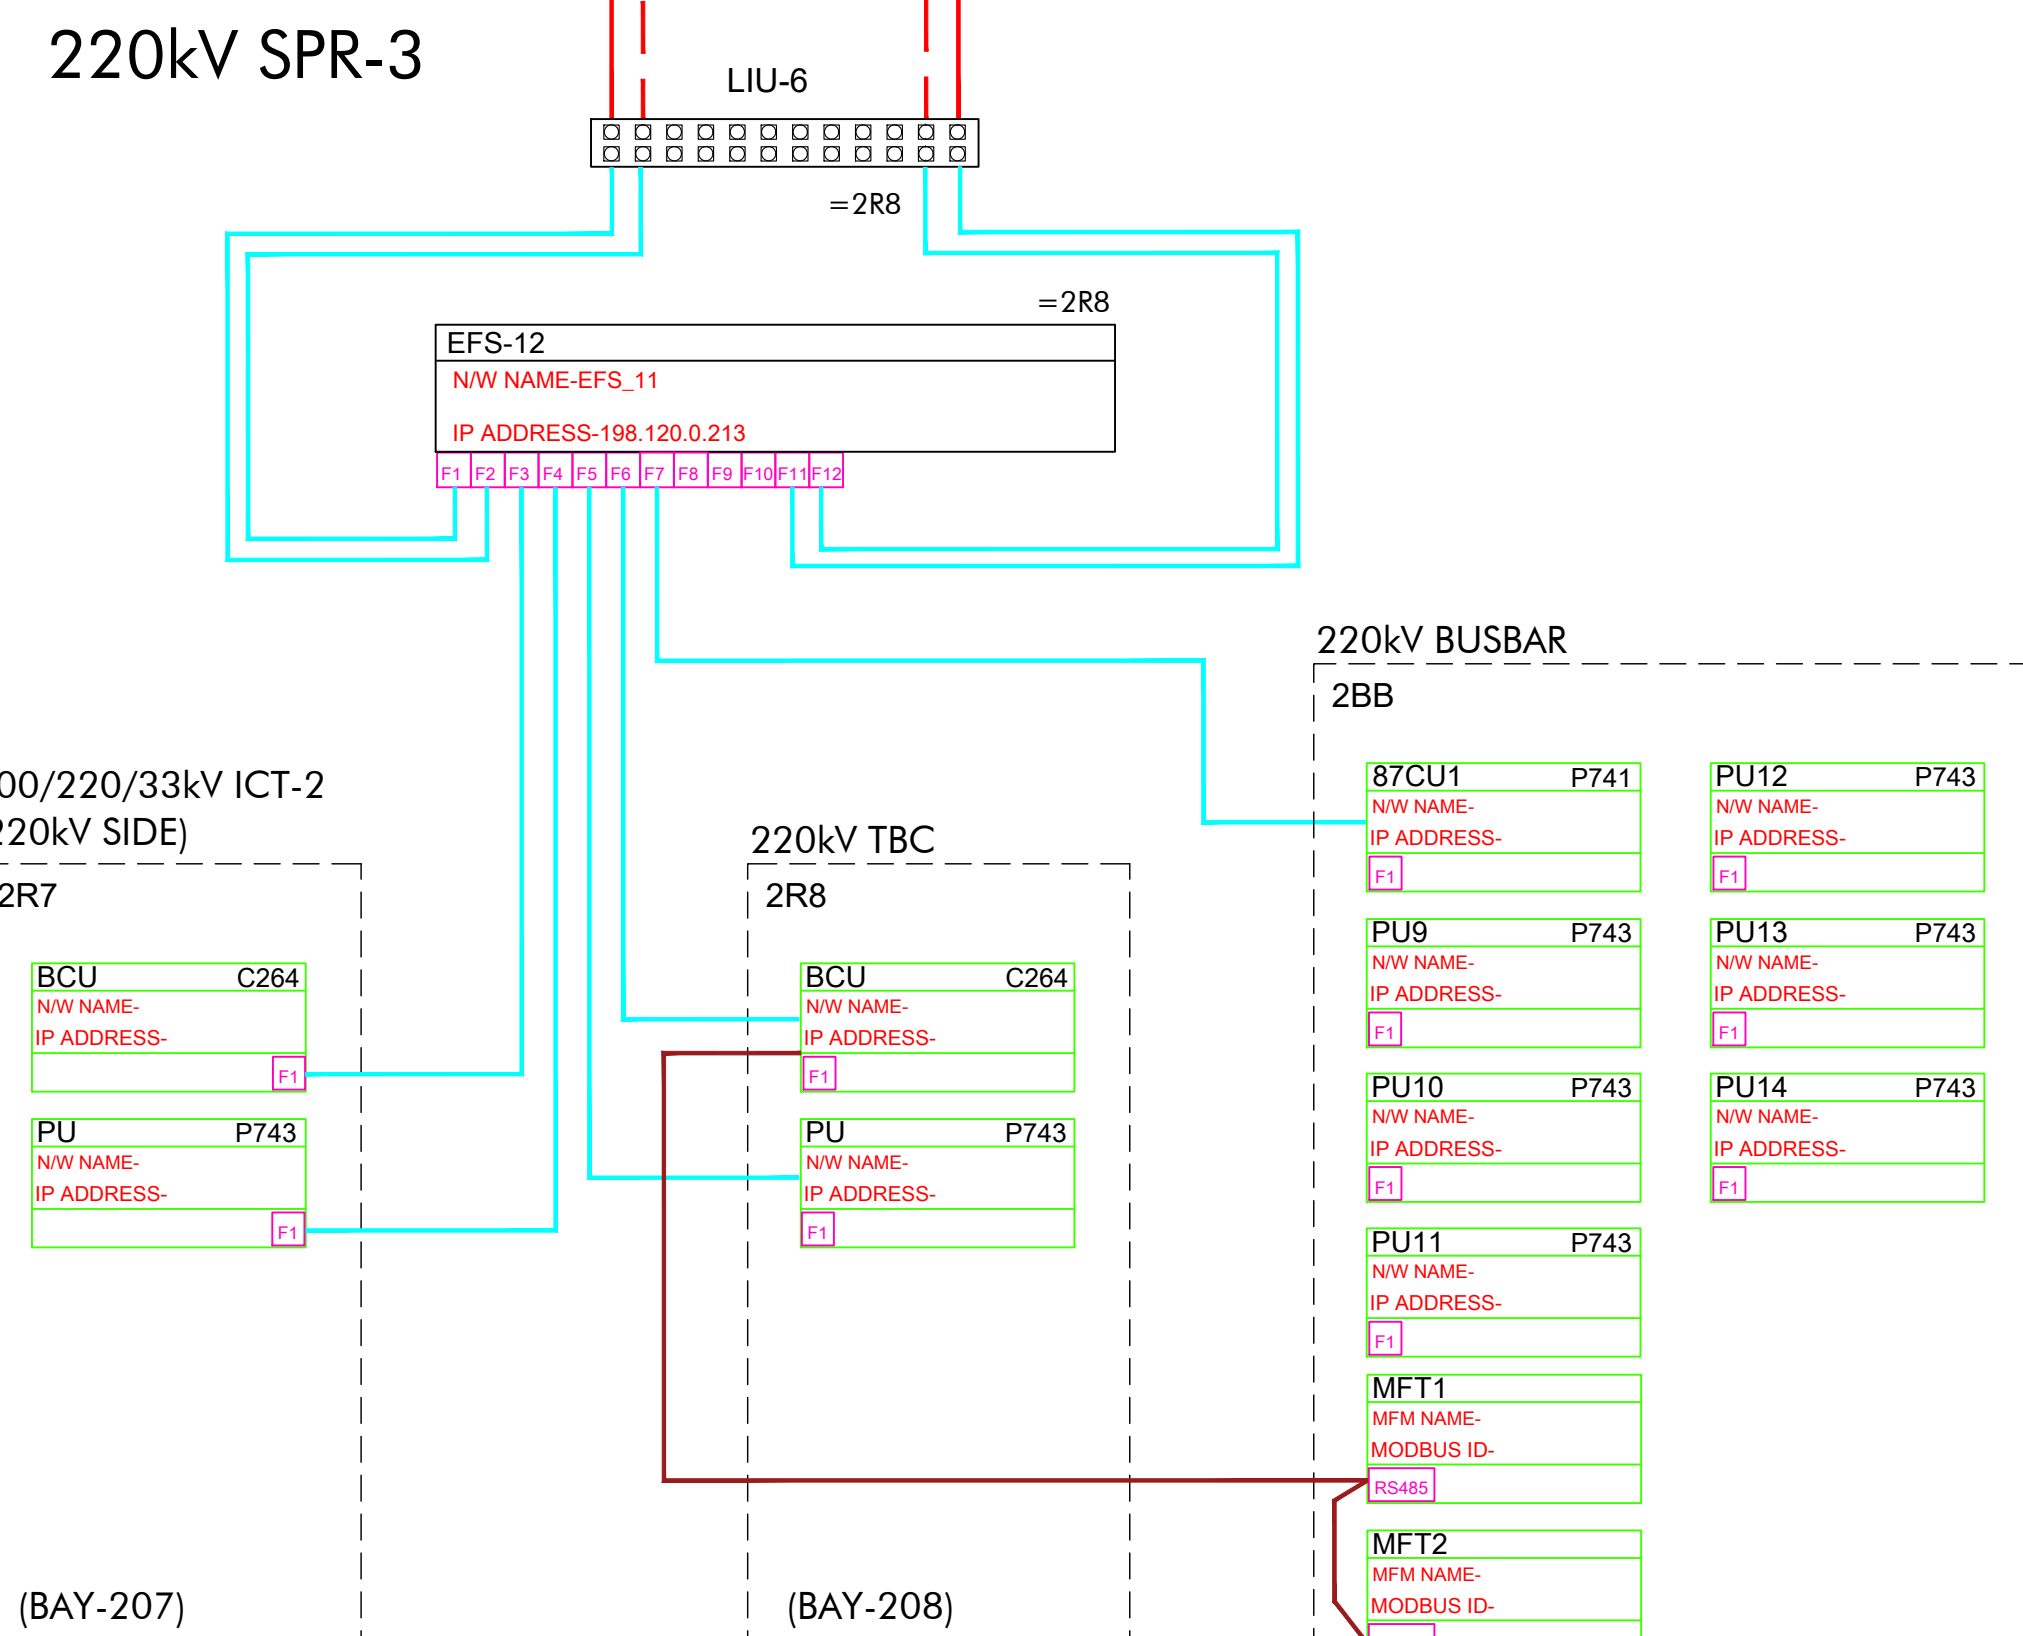 220kV SPR-3
LIU-6
=2R8
=2R8
EFS-12
N/W NAME-EFS_11
IP ADDRESS-198.120.0.213
F1 F2 F3 F4 F5 F6 F7 F8 F9 F10 F11 F12
220kV BUSBAR
2BB
00/220/33kV ICT-2
220kV SIDE)
2R7
BCU C264
N/W NAME-
IP ADDRESS-
F1
PU P743
N/W NAME-
IP ADDRESS-
F1
(BAY-207)
220kV TBC
2R8
BCU C264
N/W NAME-
IP ADDRESS-
F1
PU P743
N/W NAME-
IP ADDRESS-
F1
(BAY-208)
87CU1 P741
N/W NAME-
IP ADDRESS-
F1
PU9 P743
N/W NAME-
IP ADDRESS-
F1
PU10 P743
N/W NAME-
IP ADDRESS-
F1
PU11 P743
N/W NAME-
IP ADDRESS-
F1
MFT1
MFM NAME-
MODBUS ID-
RS485
MFT2
MFM NAME-
MODBUS ID-
PU12 P743
N/W NAME-
IP ADDRESS-
F1
PU13 P743
N/W NAME-
IP ADDRESS-
F1
PU14 P743
N/W NAME-
IP ADDRESS-
F1